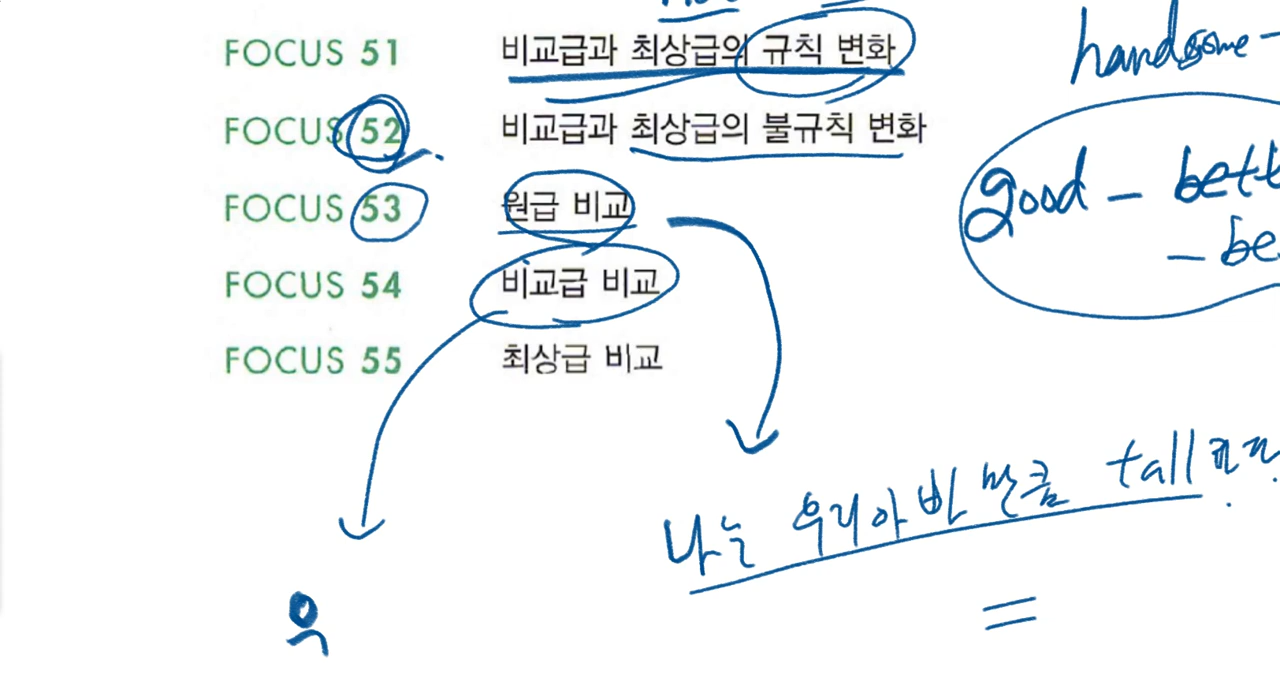 FOCUS 51 비교급과 최상급의 규칙 변화
handsome -
FOCUS 52 비교급과 최상급의 불규칙 변화
good - bett
- be
FOCUS 53 원급 비교
FOCUS 54 비교급 비교
FOCUS 55 최상급 비교
나는 우리아빠만큼 tall
=
우